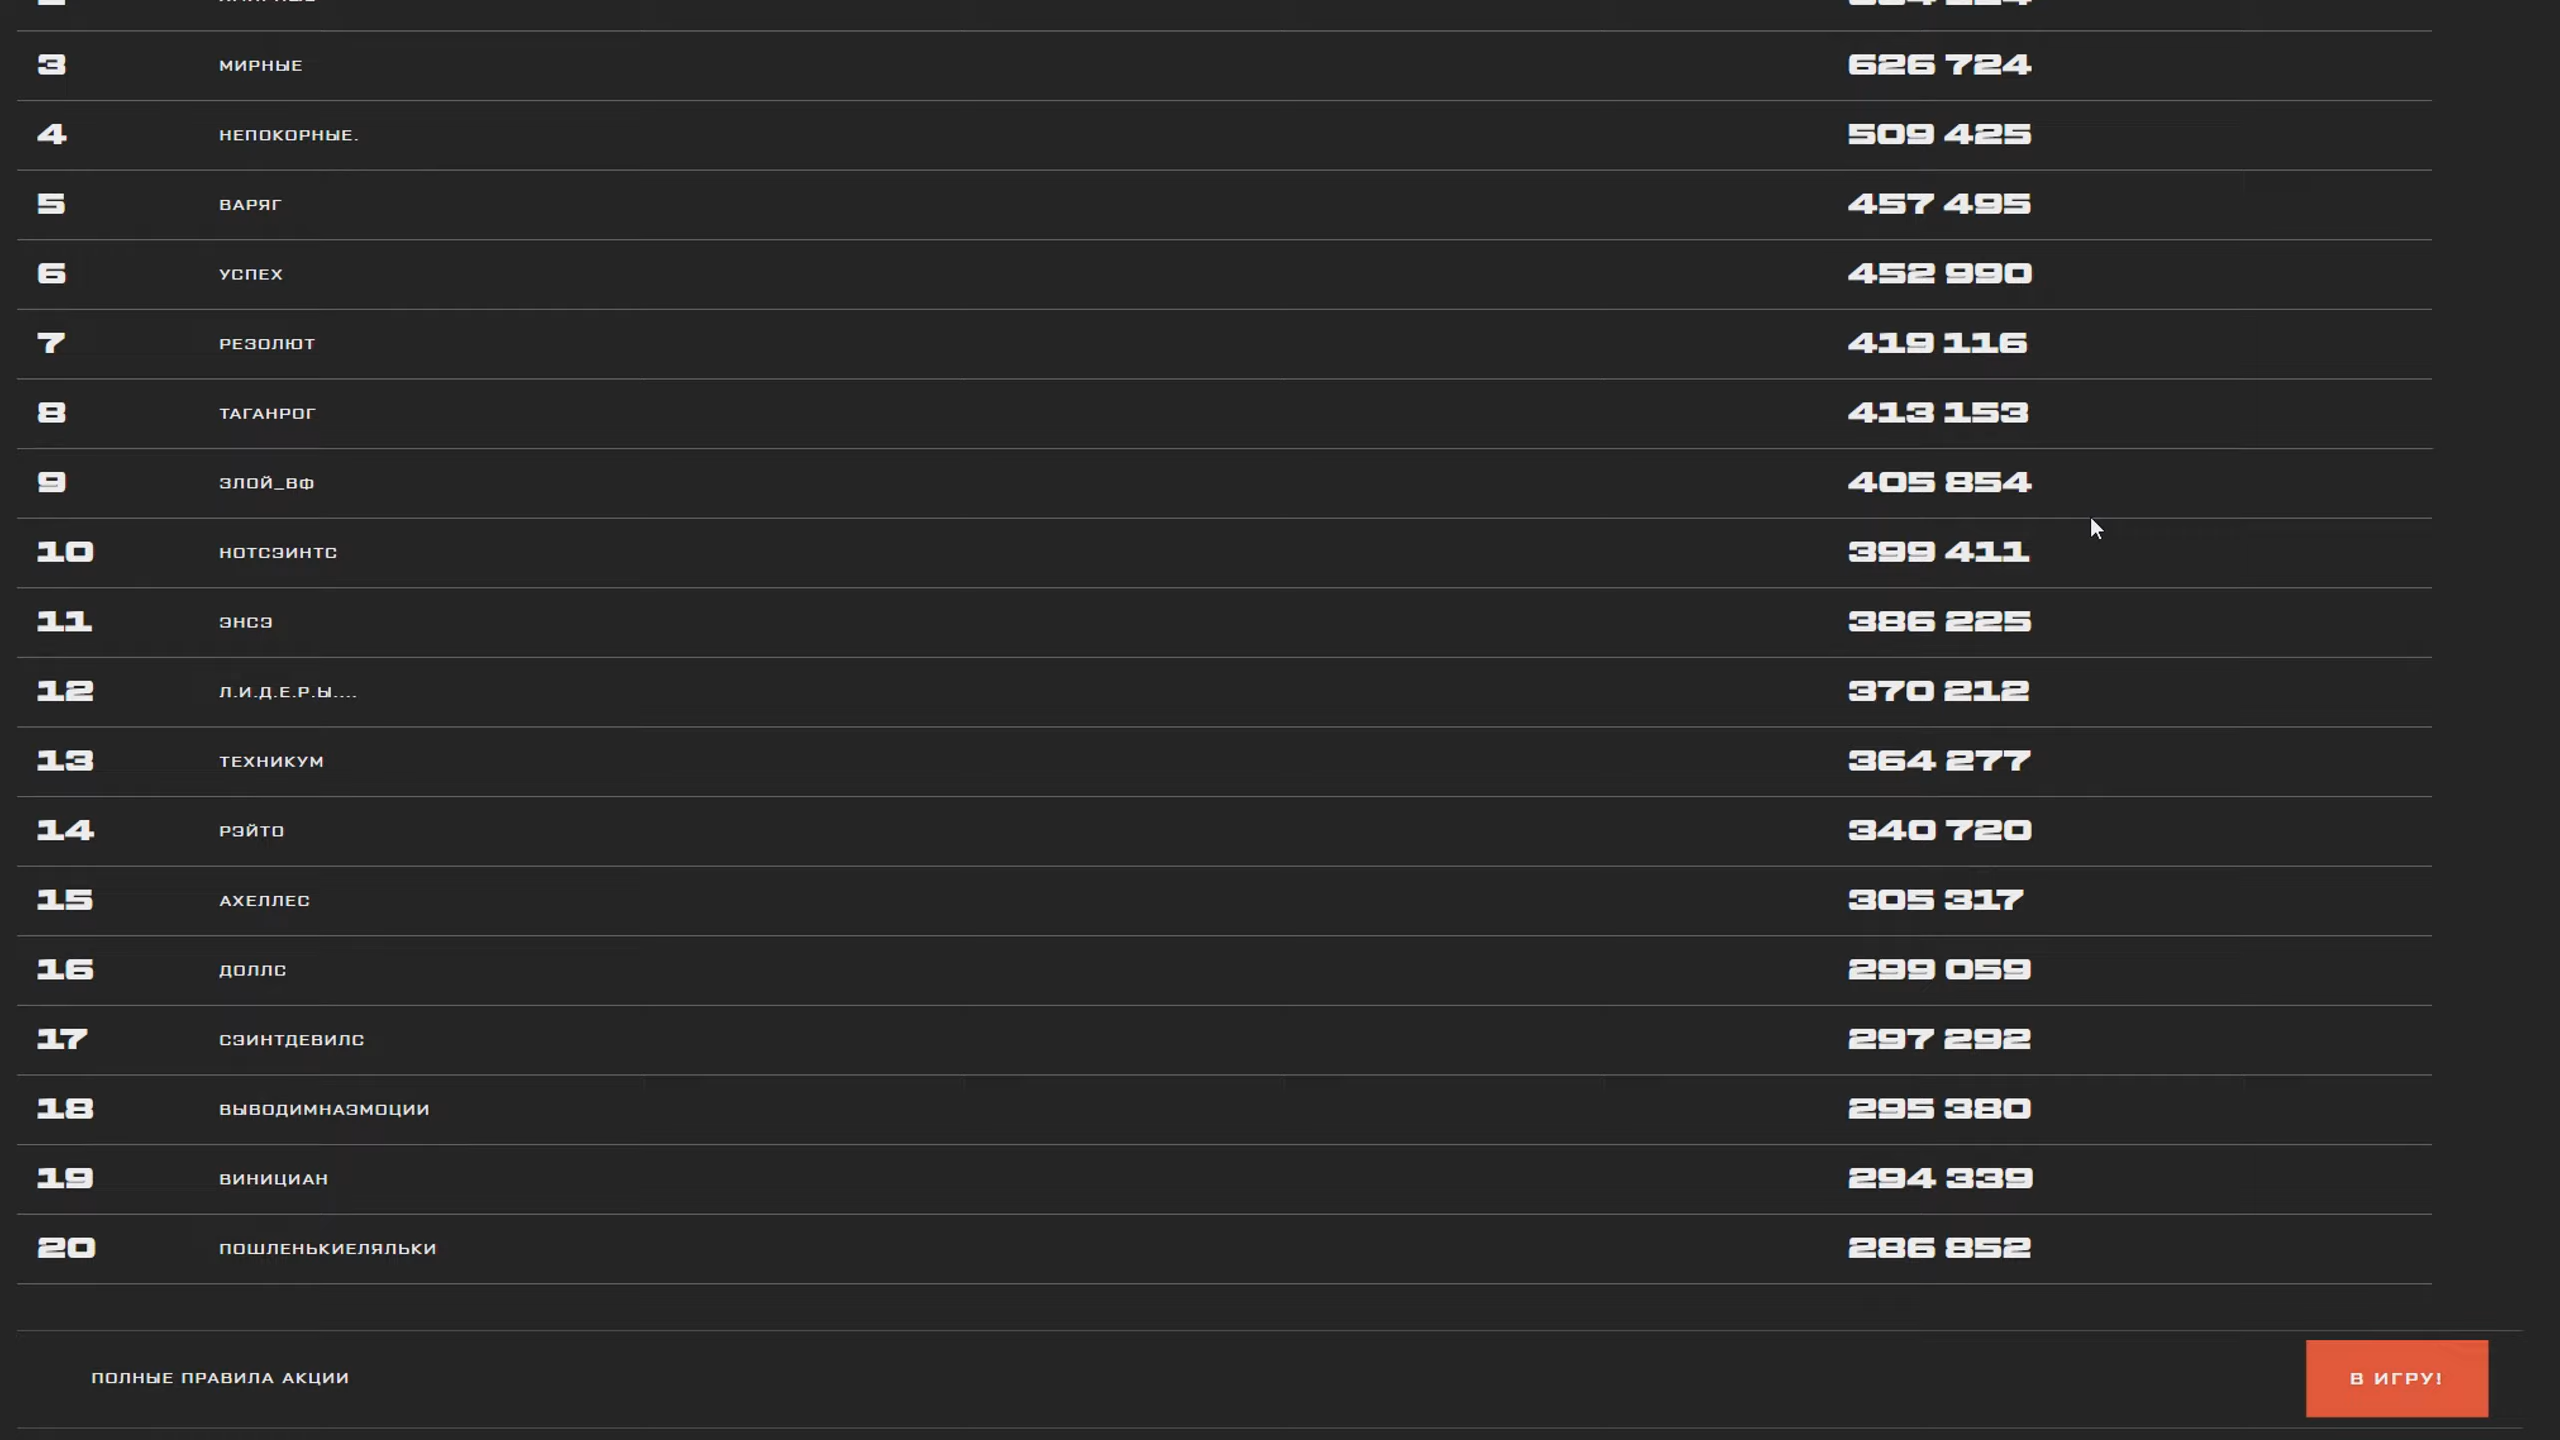 3 МИРНЫЕ 626 724
4 НЕПОКОРНЫЕ. 509 425
5 ВАРЯГ 457 495
6 УСПЕХ 452 990
7 РЕЗОЛЮТ 419 116
8 ТАГАНРОГ 413 153
9 ЗЛОЙ_ВФ 405 854
10 НОТСЭИНТС 399 411
11 ЭНСЭ 386 225
12 Л.И.Д.Е.Р.Ы.... 370 212
13 ТЕХНИКУМ 364 277
14 РЭЙТО 340 720
15 АХЕЛЛЕС 305 317
16 ДОЛЛС 299 059
17 СЭИНТДЕВИЛС 297 292
18 ВЫВОДИМНАЭМОЦИИ 295 380
19 ВИНИЦИАН 294 339
20 ПОШЛЕНЬКИЕЛЯЛЬКИ 286 852
ПОЛНЫЕ ПРАВИЛА АКЦИИ
В ИГРУ!